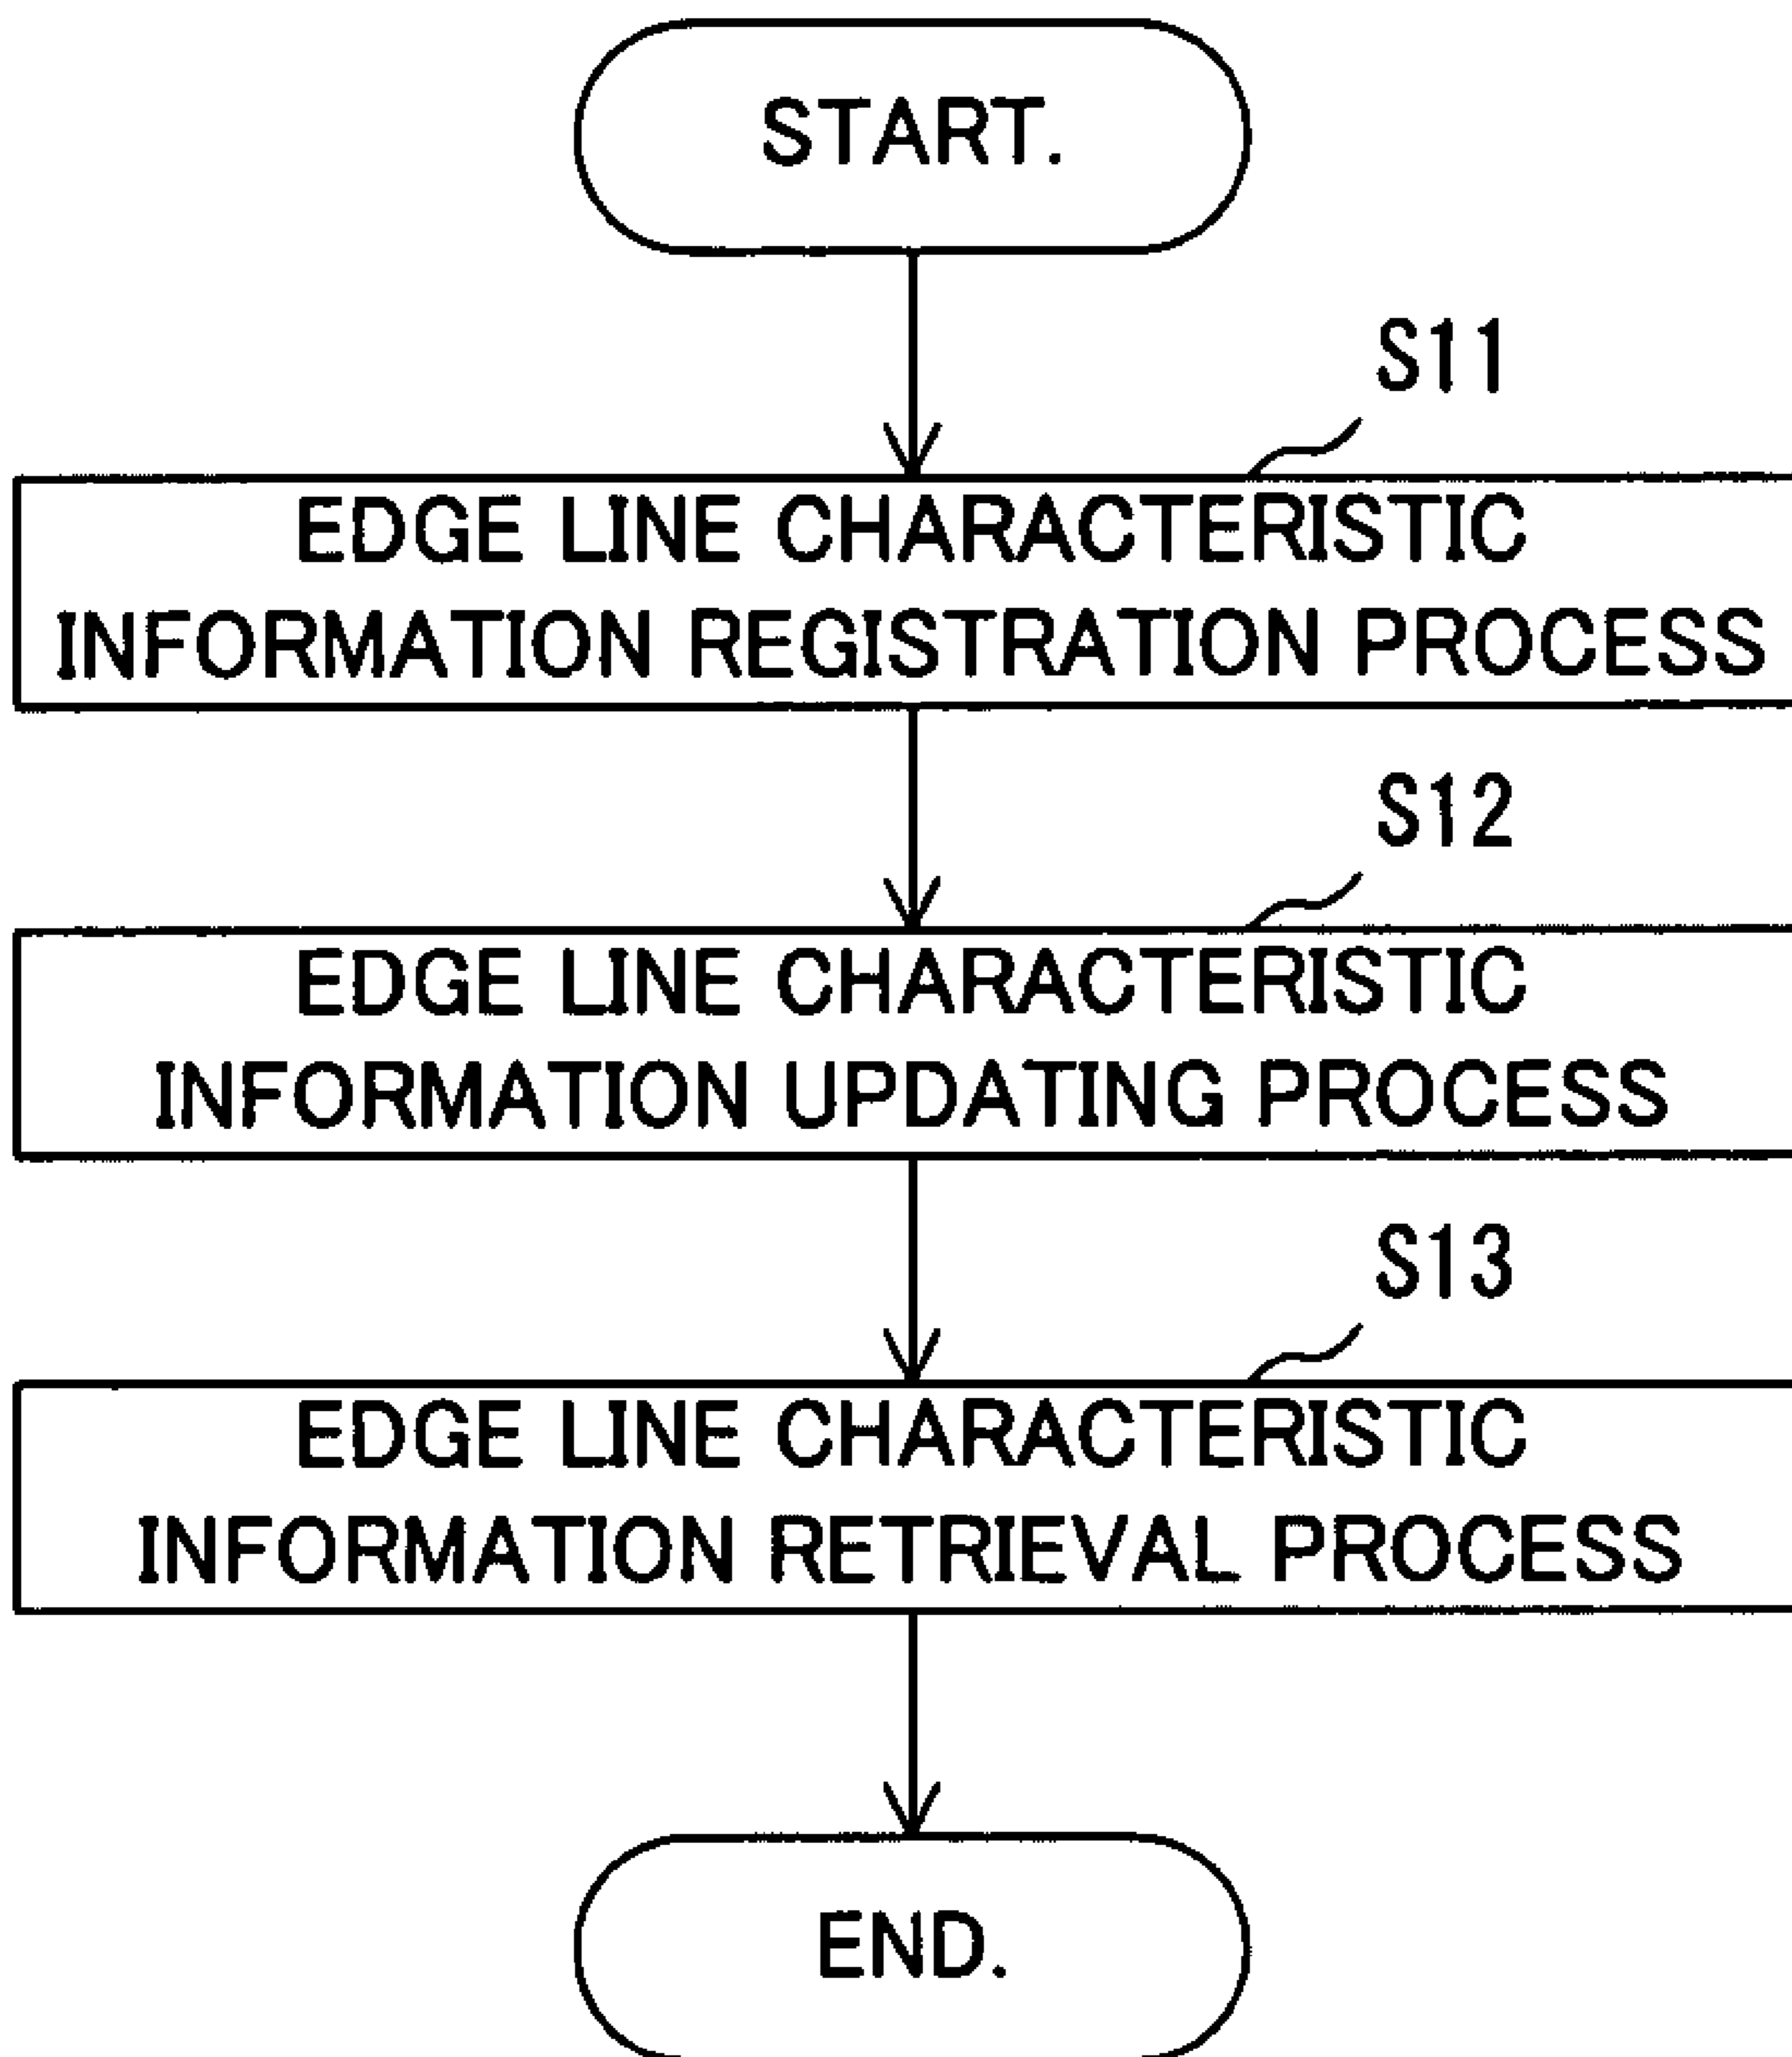 START.
S11
EDGE LINE CHARACTERISTIC
INFORMATION REGISTRATION PROCESS
S12
EDGE LINE CHARACTERISTIC
INFORMATION UPDATING PROCESS
S13
EDGE LINE CHARACTERISTIC
INFORMATION RETRIEVAL PROCESS
END.